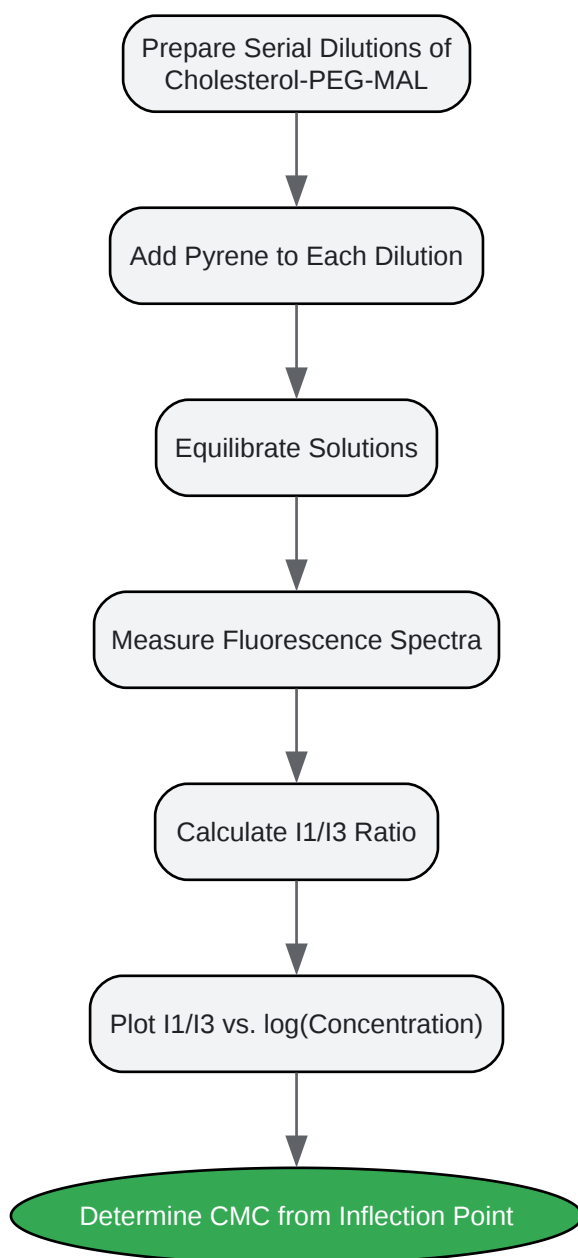 Prepare Serial Dilutions of
Cholesterol-PEG-MAL
Add Pyrene to Each Dilution
Equilibrate Solutions
Measure Fluorescence Spectra
Calculate I1/I3 Ratio
Plot I1/I3 vs. log(Concentration)
Determine CMC from Inflection Point